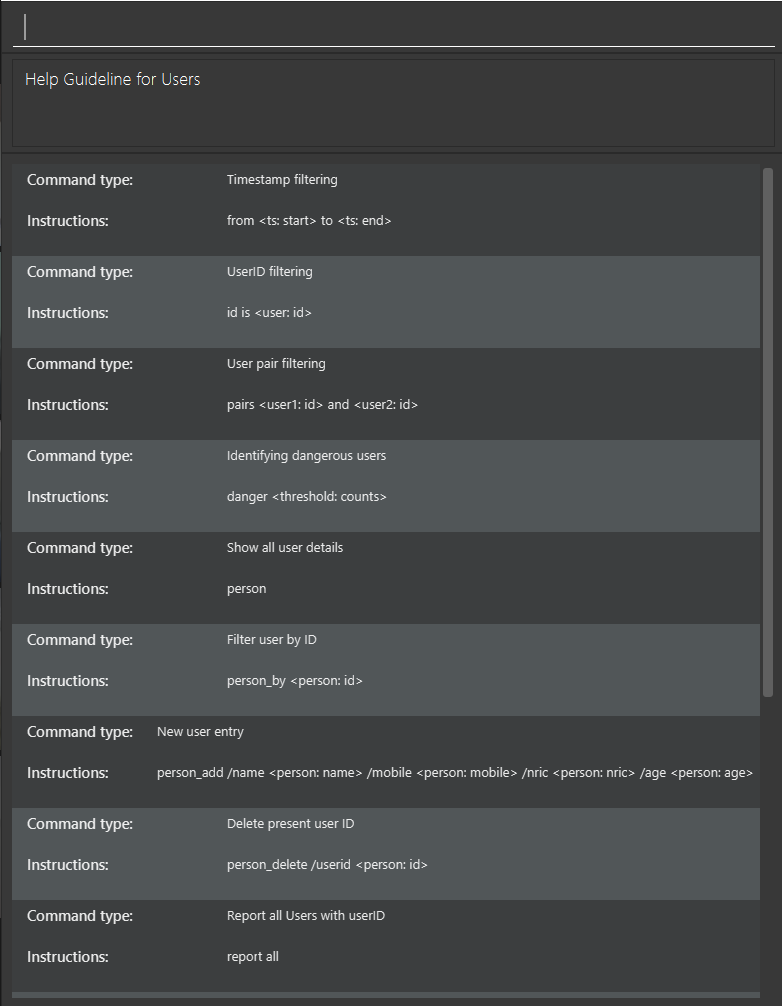 Help Guideline for Users
Command type: Timestamp filtering
Instructions: from <ts: start> to <ts: end>
Command type: UserID filtering
Instructions: id is <user: id>
Command type: User pair filtering
Instructions: pairs <user1: id> and <user2: id>
Command type: Identifying dangerous users
Instructions: danger <threshold: counts>
Command type: Show all user details
Instructions: person
Command type: Filter user by ID
Instructions: person_by <person: id>
Command type: New user entry
Instructions: person_add /name <person: name> /mobile <person: mobile> /nric <person: nric> /age <person: age>
Command type: Delete present user ID
Instructions: person_delete /userid <person: id>
Command type: Report all Users with userID
Instructions: report all